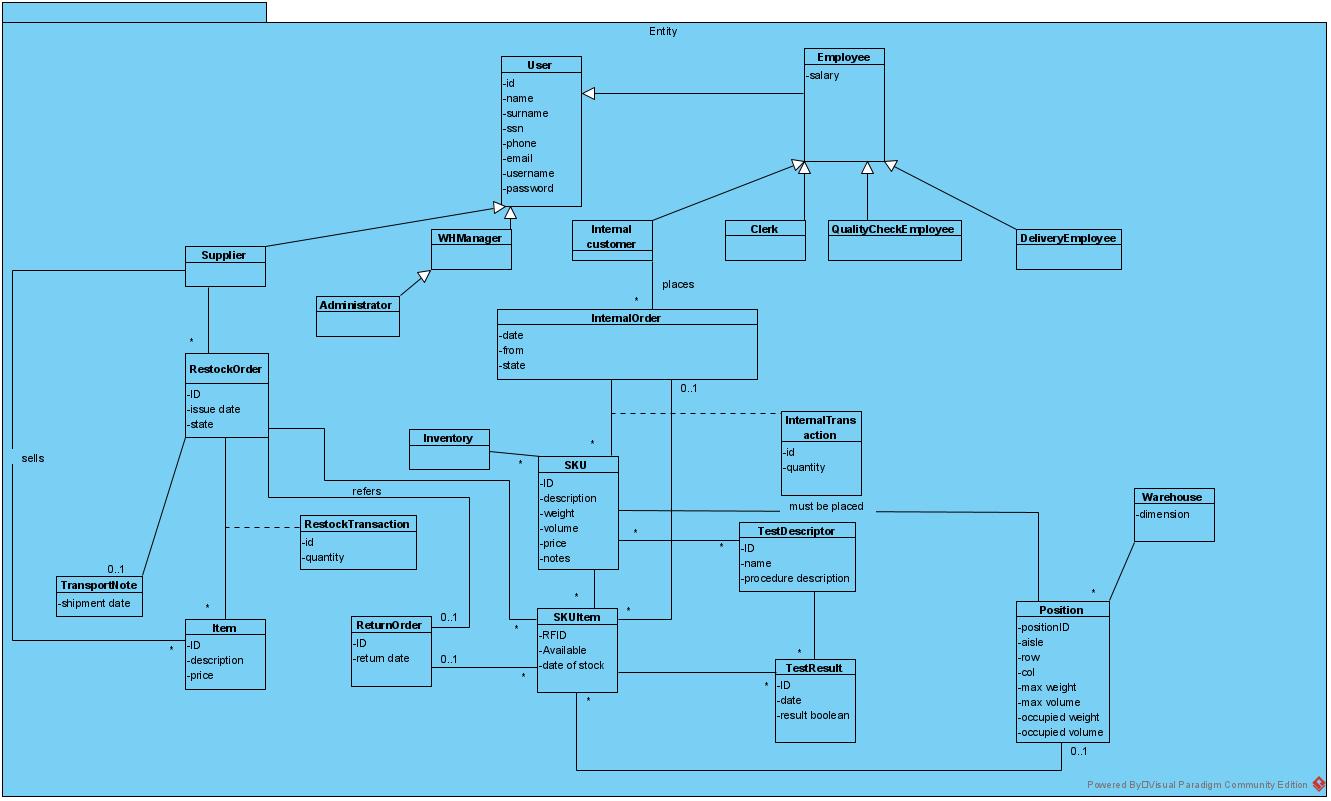 Entity
User
-id
-name
-surname
-ssn
-phone
-email
-username
-password
Employee
-salary
Supplier
WHManager
Administrator
Internal
customer
Clerk
QualityCheckEmployee
DeliveryEmployee
places
*
InternalOrder
-date
-from
-state
0..1
*
RestockOrder
-ID
-issue date
-state
sells
refers
Inventory
*
*
InternalTrans
action
-id
-quantity
SKU
-ID
-description
-weight
-volume
-price
-notes
must be placed
Warehouse
-dimension
RestockTransaction
-id
-quantity
*
*
TestDescriptor
-ID
-name
-procedure description
0..1
TransportNote
-shipment date
*
Item
-ID
-description
-price
*
ReturnOrder
-ID
-return date
0..1
0..1
*
*
*
*
SKUItem
-RFID
-Available
-date of stock
*
*
*
TestResult
-ID
-date
-result boolean
*
Position
-positionID
-aisle
-row
-col
-max weight
-max volume
-occupied weight
-occupied volume
0..1
Powered By Visual Paradigm Community Edition